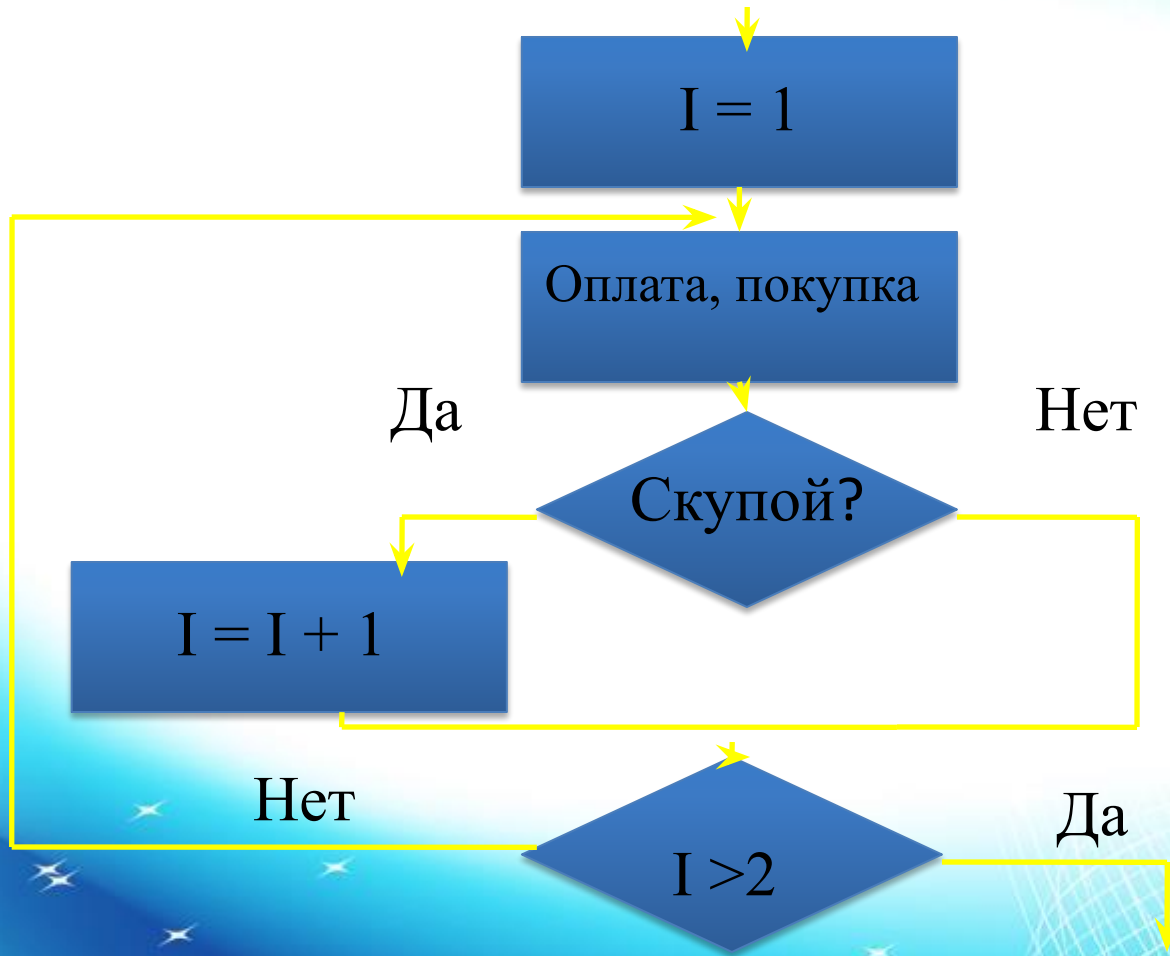 I = 1
Оплата, покупка
Да
Нет
Скупой?
I = I + 1
Нет
Да
I >2